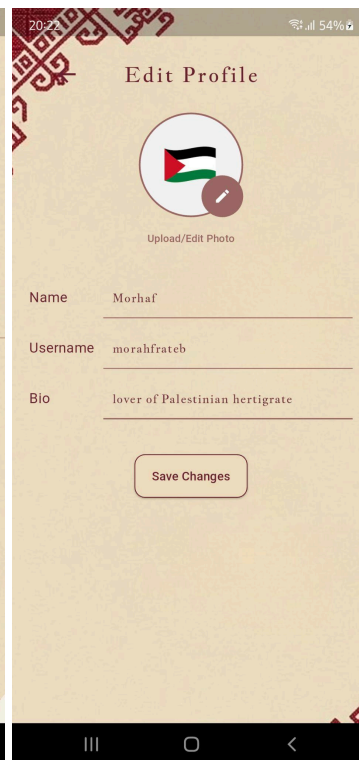 20:22
54%
Edit Profile
Upload/Edit Photo
Name Morhaf
Username morahfrateb
Bio lover of Palestinian hertigrate
Save Changes